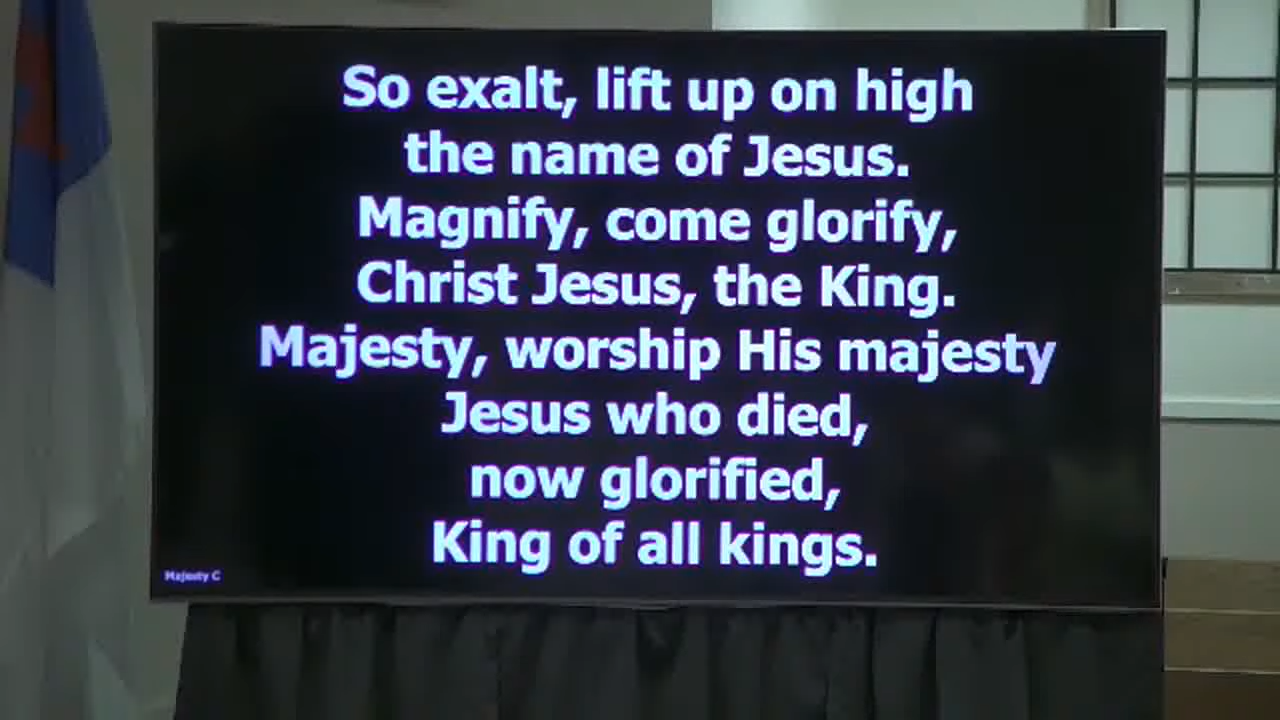 So exalt, lift up on high
the name of Jesus.
Magnify, come glorify,
Christ Jesus, the King.
Majesty, worship His majesty
Jesus who died,
now glorified,
King of all kings.
Majesty C